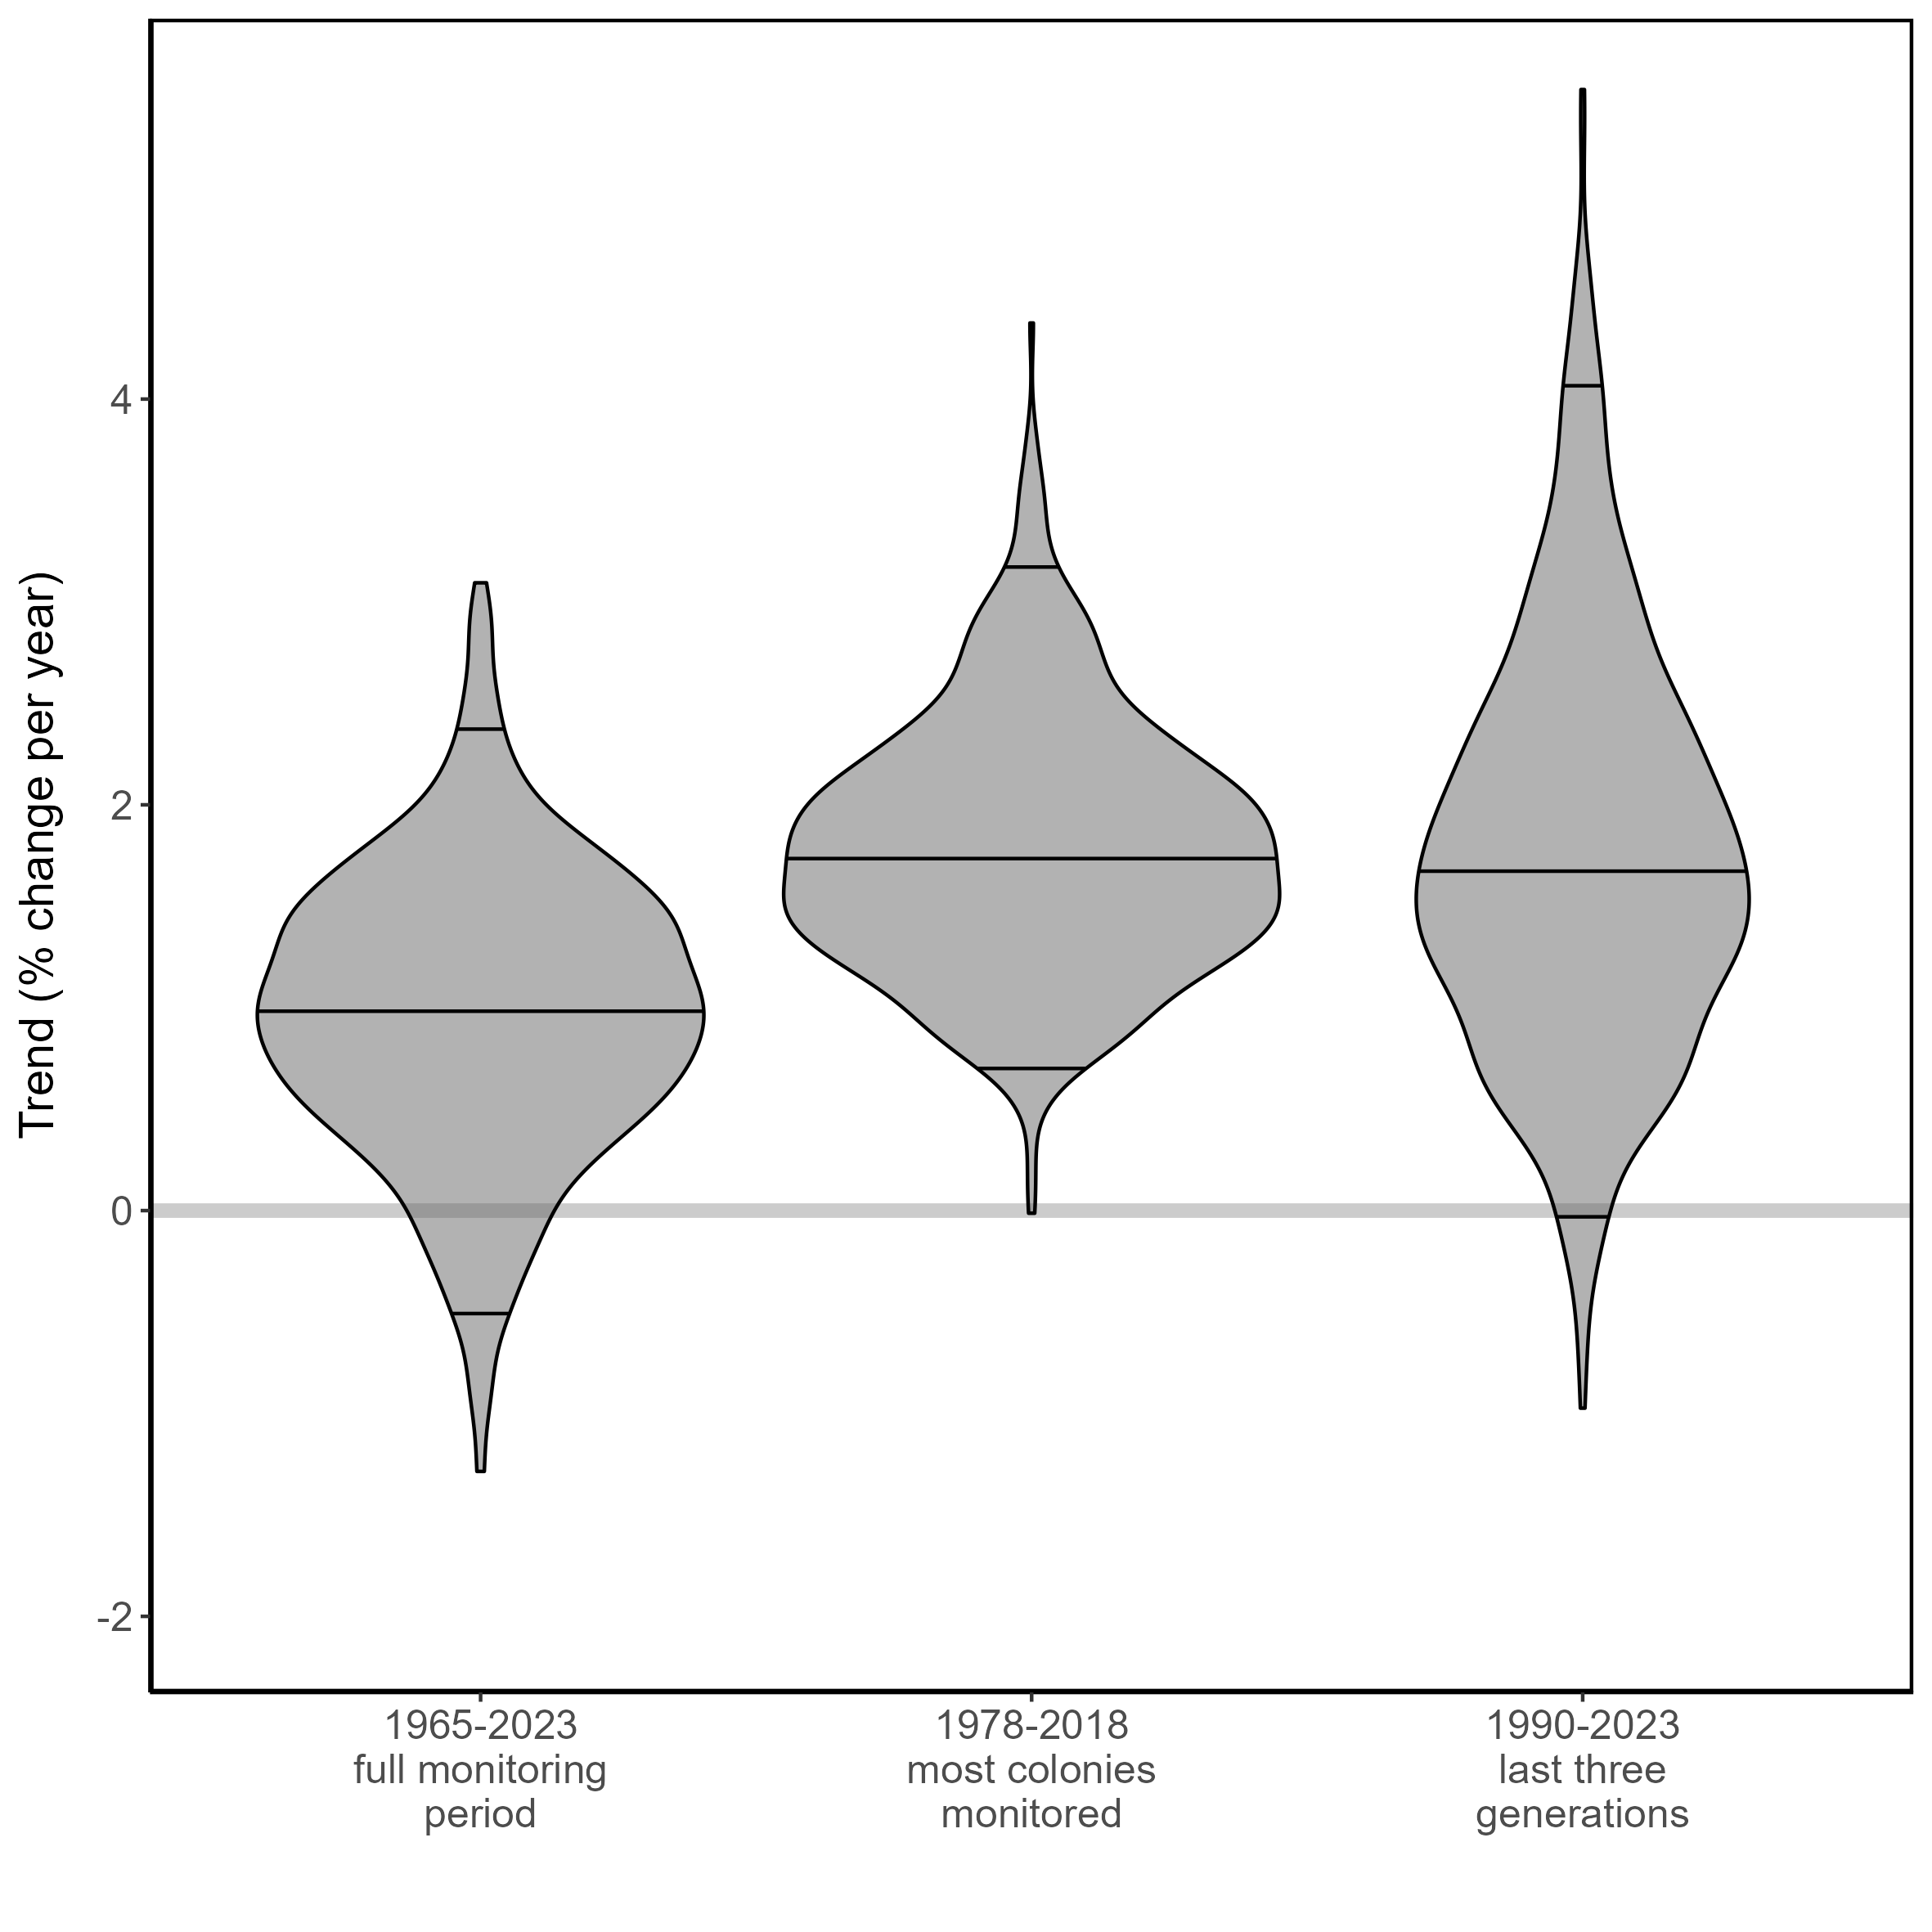 Trend (% change per year)
4
2
0
-2
1965-2023
full monitoring
period
1978-2018
most colonies
monitored
1990-2023
last three
generations